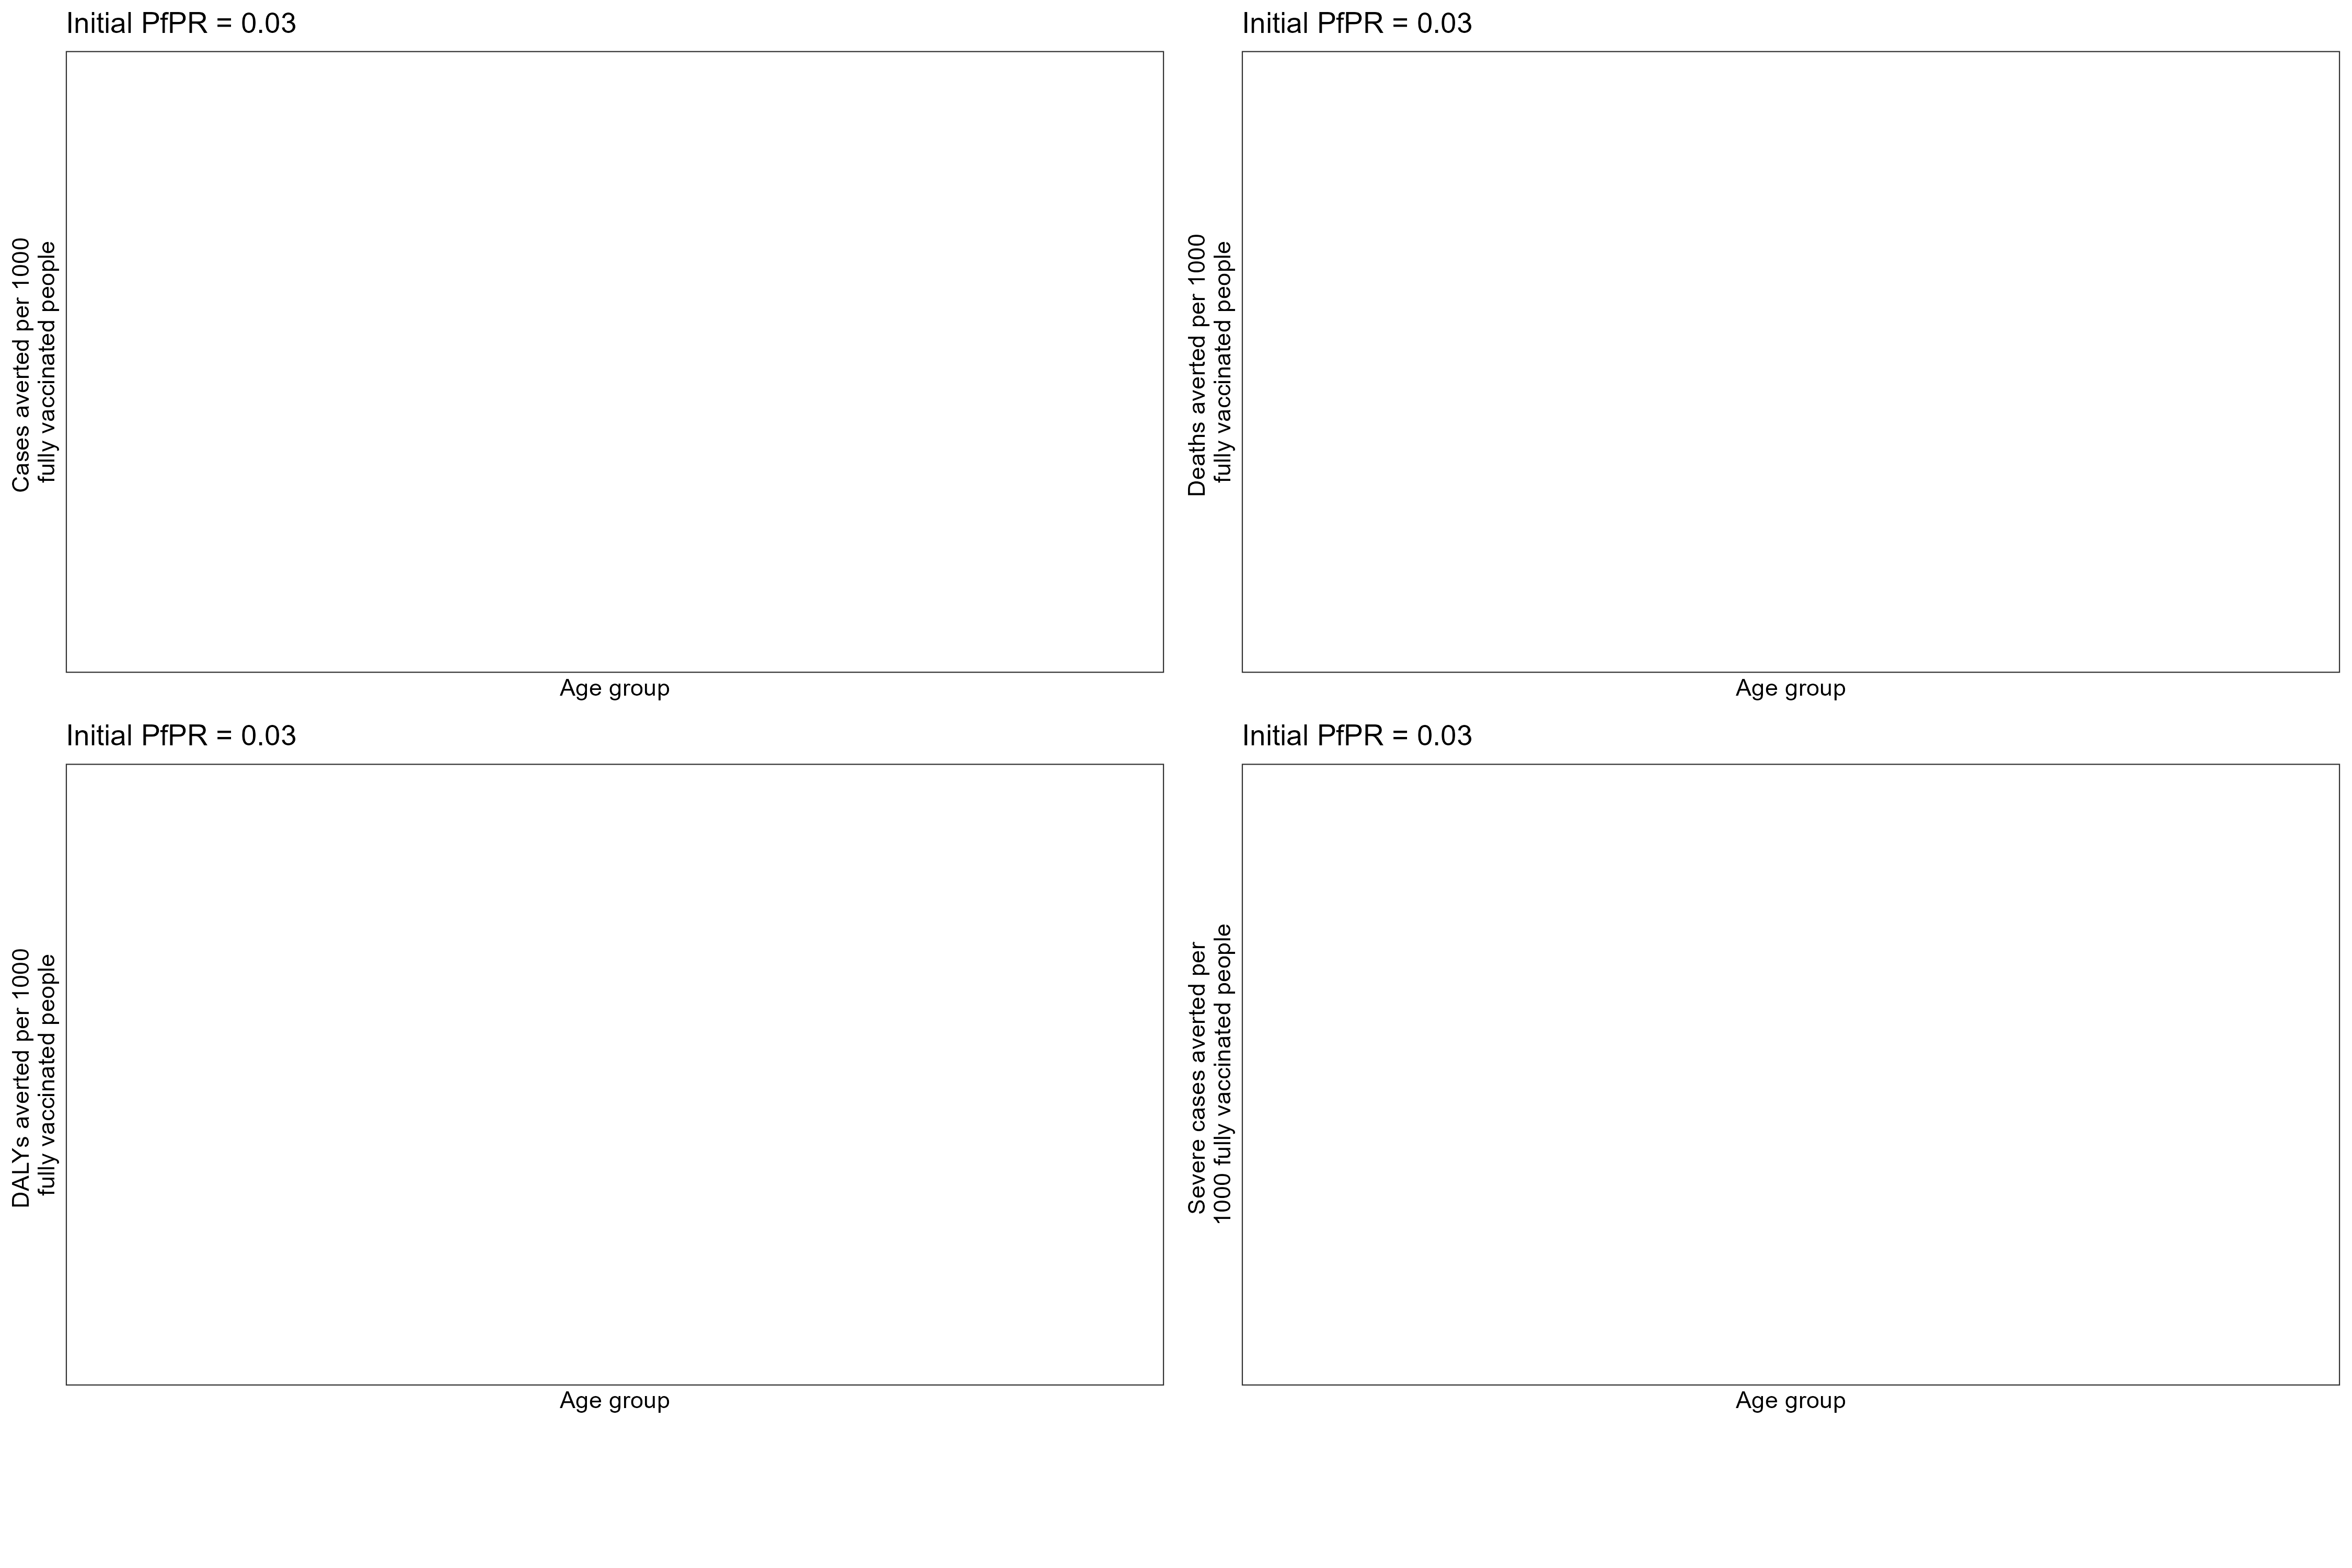 Initial PfPR = 0.03
Cases averted per 1000
fully vaccinated people
Age group
Initial PfPR = 0.03
Deaths averted per 1000
fully vaccinated people
Age group
Initial PfPR = 0.03
DALYs averted per 1000
fully vaccinated people
Age group
Initial PfPR = 0.03
Severe cases averted per
1000 fully vaccinated people
Age group